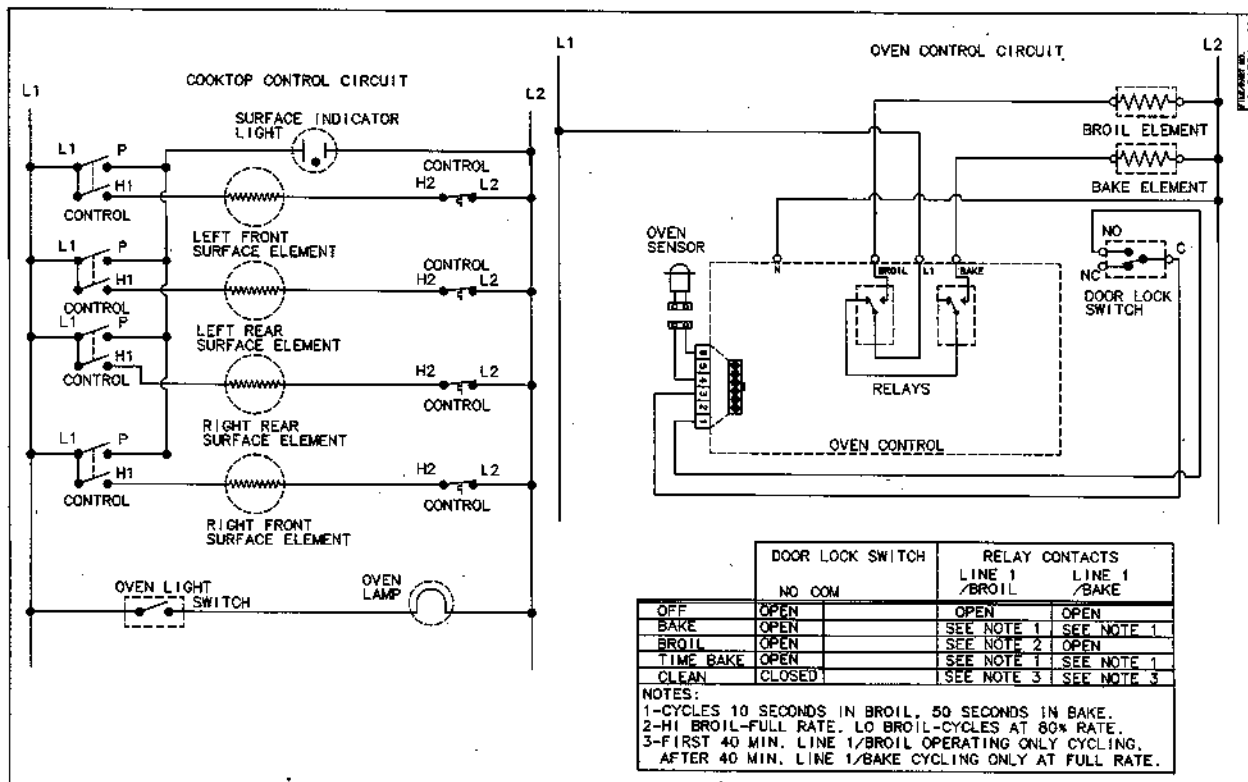 COOKTOP CONTROL CIRCUIT
L1
L2
SURFACE INDICATOR
LIGHT
L1
P
H1
CONTROL
CONTROL
H2
L2
LEFT FRONT
SURFACE ELEMENT
L1
P
H1
CONTROL
CONTROL
H2
L2
LEFT REAR
SURFACE ELEMENT
L1
P
H1
CONTROL
H2
L2
CONTROL
RIGHT REAR
SURFACE ELEMENT
L1
P
H1
CONTROL
H2
L2
CONTROL
RIGHT FRONT
SURFACE ELEMENT
OVEN LIGHT
SWITCH
OVEN
LAMP
L1
OVEN CONTROL CIRCUIT
L2
BROIL ELEMENT
BAKE ELEMENT
OVEN
SENSOR
NO
C
NC
DOOR LOCK
SWITCH
N
BROIL
L1
BAKE
RELAYS
6
5
4
3
2
1
OVEN CONTROL
DOOR LOCK SWITCH
RELAY CONTACTS
NO COM
LINE 1
/BROIL
LINE 1
/BAKE
OFF OPEN OPEN OPEN
BAKE OPEN SEE NOTE 1 SEE NOTE 1
BROIL OPEN SEE NOTE 2 OPEN
TIME BAKE OPEN SEE NOTE 1 SEE NOTE 1
CLEAN CLOSED SEE NOTE 3 SEE NOTE 3
NOTES:
1-CYCLES 10 SECONDS IN BROIL, 50 SECONDS IN BAKE.
2-HI BROIL-FULL RATE. LO BROIL-CYCLES AT 80% RATE.
3-FIRST 40 MIN. LINE 1/BROIL OPERATING ONLY CYCLING.
AFTER 40 MIN. LINE 1/BAKE CYCLING ONLY AT FULL RATE.